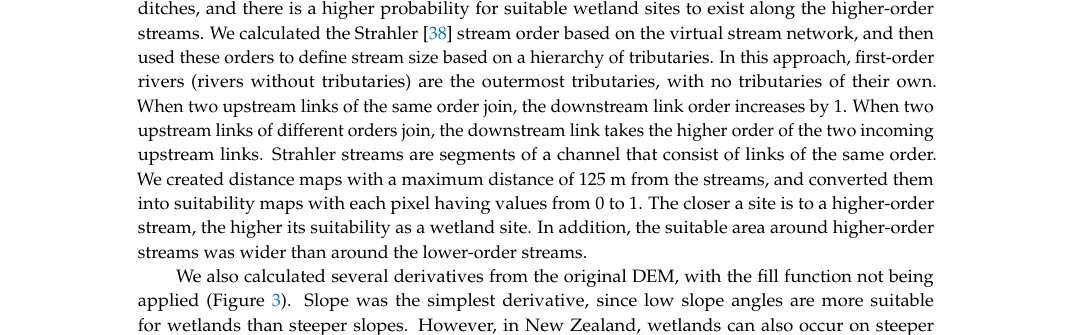 ditches, and there is a higher probability for suitable wetland sites to exist along the higher-order
streams. We calculated the Strahler [38] stream order based on the virtual stream network, and then
used these orders to define stream size based on a hierarchy of tributaries. In this approach, first-order
rivers (rivers without tributaries) are the outermost tributaries, with no tributaries of their own.
When two upstream links of the same order join, the downstream link order increases by 1. When two
upstream links of different orders join, the downstream link takes the higher order of the two incoming
upstream links. Strahler streams are segments of a channel that consist of links of the same order.
We created distance maps with a maximum distance of 125 m from the streams, and converted them
into suitability maps with each pixel having values from 0 to 1. The closer a site is to a higher-order
stream, the higher its suitability as a wetland site. In addition, the suitable area around higher-order
streams was wider than around the lower-order streams.
We also calculated several derivatives from the original DEM, with the fill function not being
applied (Figure 3). Slope was the simplest derivative, since low slope angles are more suitable
for wetlands than steeper slopes. However, in New Zealand, wetlands can also occur on steeper